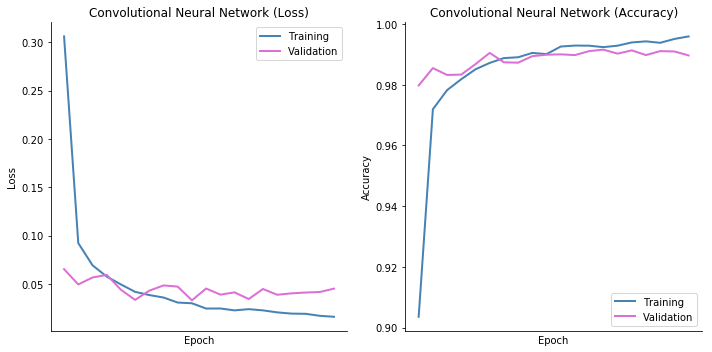 Convolutional Neural Network (Loss)
Training
Validation
0.30
0.25
0.20
0.15
0.10
0.05
Loss
Epoch
Convolutional Neural Network (Accuracy)
1.00
0.98
0.96
0.94
0.92
0.90
Accuracy
Training
Validation
Epoch